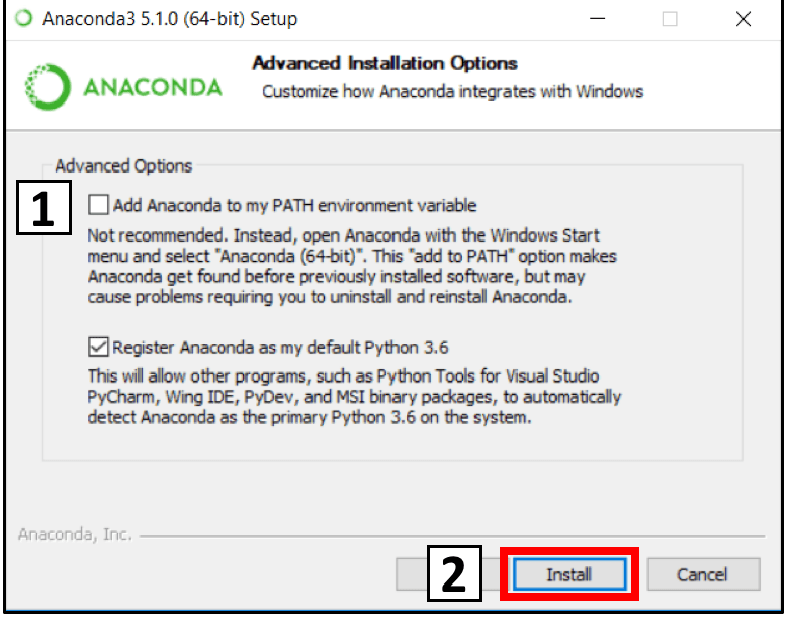 Anaconda3 5.1.0 (64-bit) Setup
ANACONDA
Advanced Installation Options
Customize how Anaconda integrates with Windows
Advanced Options
1
Add Anaconda to my PATH environment variable
Not recommended. Instead, open Anaconda with the Windows Start
menu and select "Anaconda (64-bit)". This "add to PATH" option makes
Anaconda get found before previously installed software, but may
cause problems requiring you to uninstall and reinstall Anaconda.
Register Anaconda as my default Python 3.6
This will allow other programs, such as Python Tools for Visual Studio
PyCharm, Wing IDE, PyDev, and MSI binary packages, to automatically
detect Anaconda as the primary Python 3.6 on the system.
Anaconda, Inc.
2
Install
Cancel